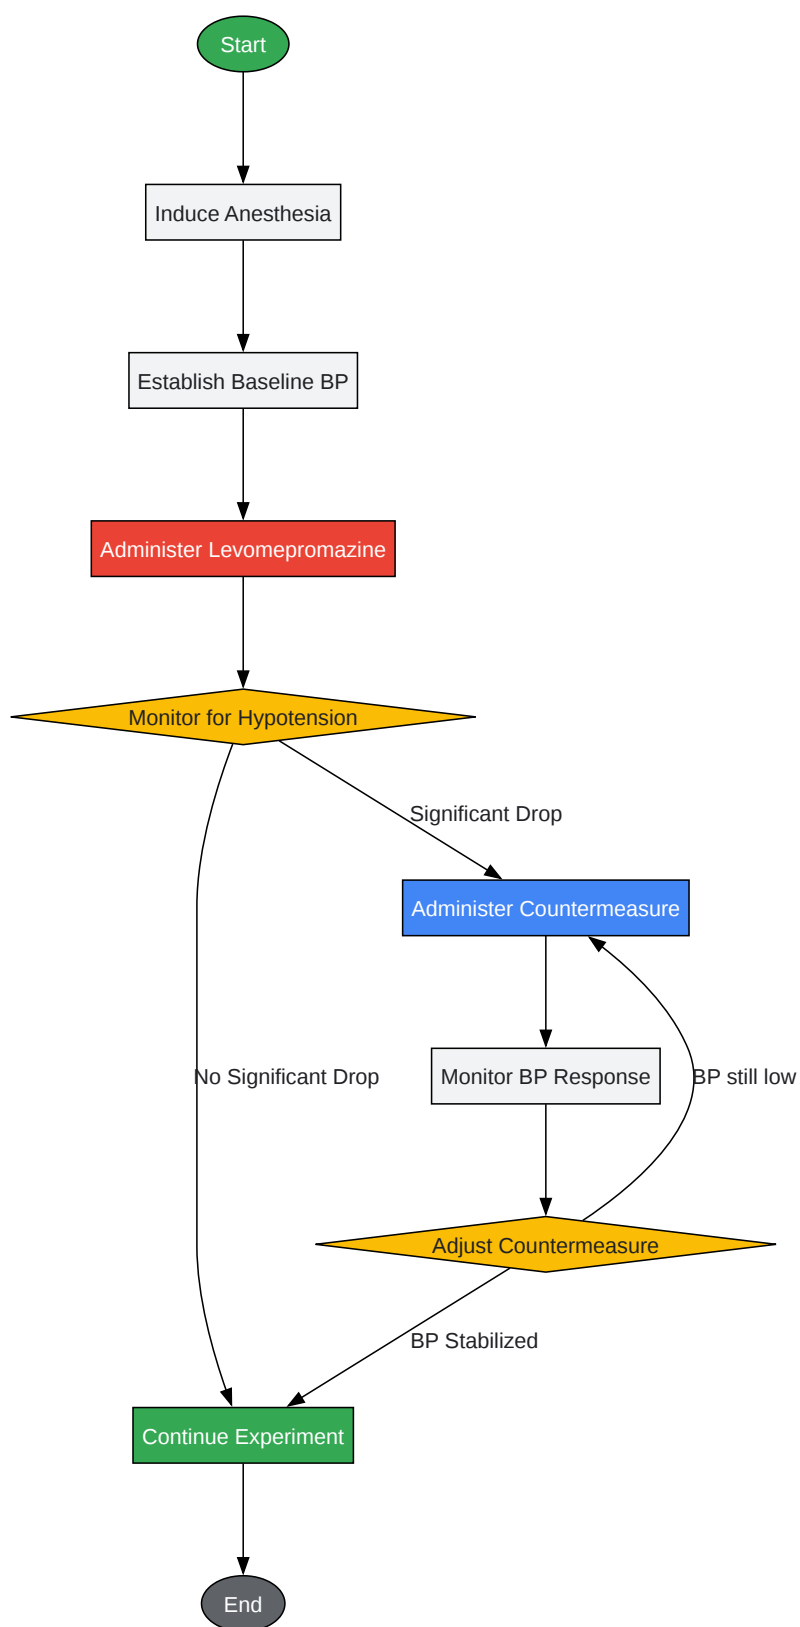 Start
Induce Anesthesia
Establish Baseline BP
Administer Levomepromazine
Monitor for Hypotension
Significant Drop
Administer Countermeasure
No Significant Drop
Monitor BP Response
BP still low
Adjust Countermeasure
BP Stabilized
Continue Experiment
End